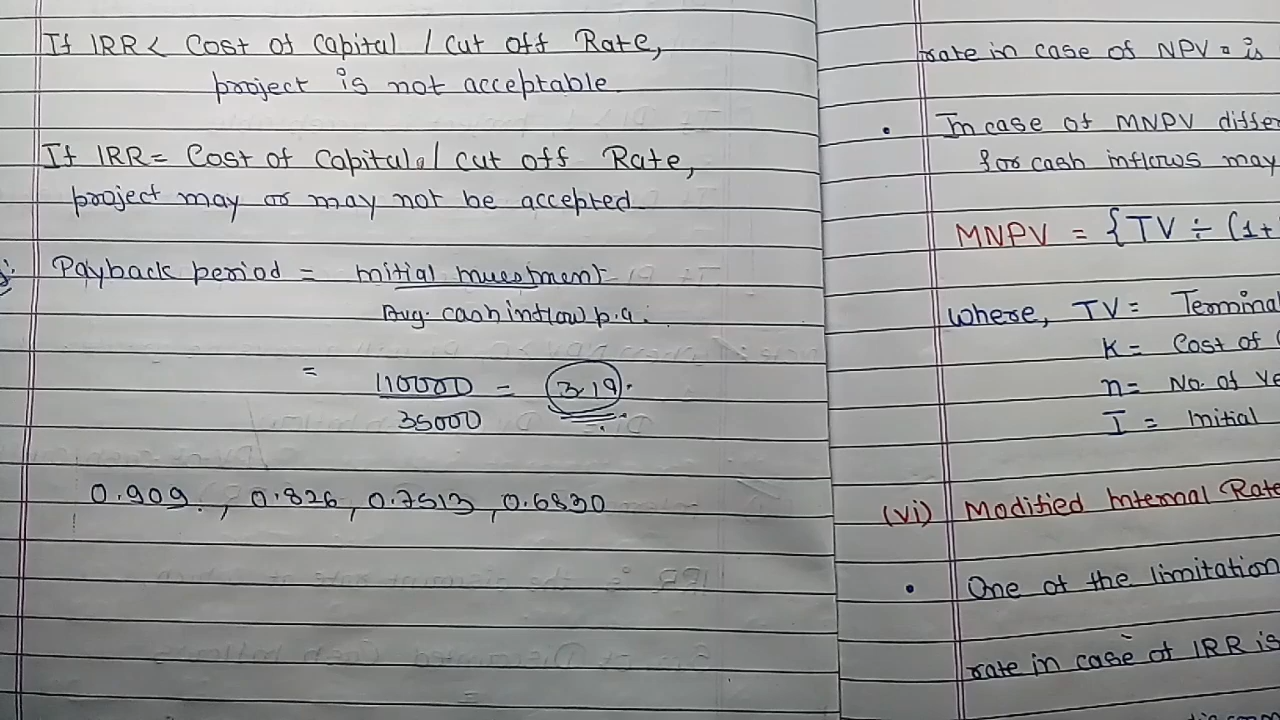 If IRR < Cost of Capital / Cut off Rate,
project is not acceptable.
If IRR = Cost of Capital / cut off Rate,
project may or may not be accepted
Payback period = Initial Investment
Avg. cash inflow p.a.
= 110000 = 3.19.
35000
0.909, 0.826, 0.7513, 0.6830
rate in case of NPV is
• In case of MNPV differ
for cash inflows may
MNPV = {TV ÷ (1+
where, TV = Terminal
K = Cost of
n = No. of Ye
I = Initial
(vi) Modified Internal Rate
• One of the limitation
rate in case of IRR is